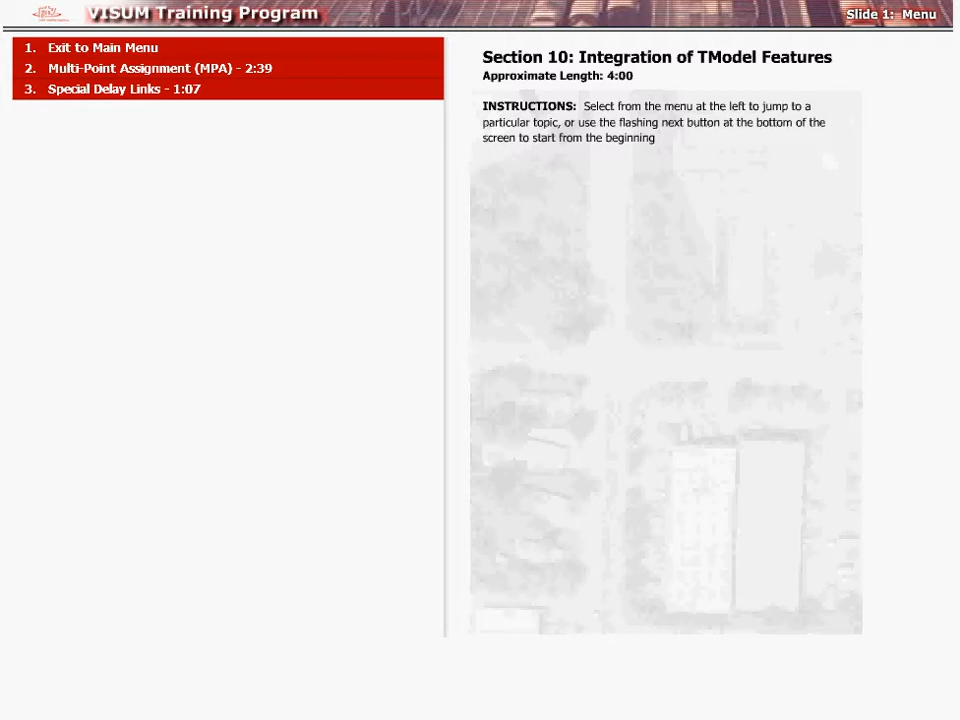 VISUM Training Program
Slide 1: Menu
1. Exit to Main Menu
2. Multi-Point Assignment (MPA) - 2:39
3. Special Delay Links - 1:07
Section 10: Integration of TModel Features
Approximate Length: 4:00
INSTRUCTIONS: Select from the menu at the left to jump to a
particular topic, or use the flashing next button at the bottom of the
screen to start from the beginning